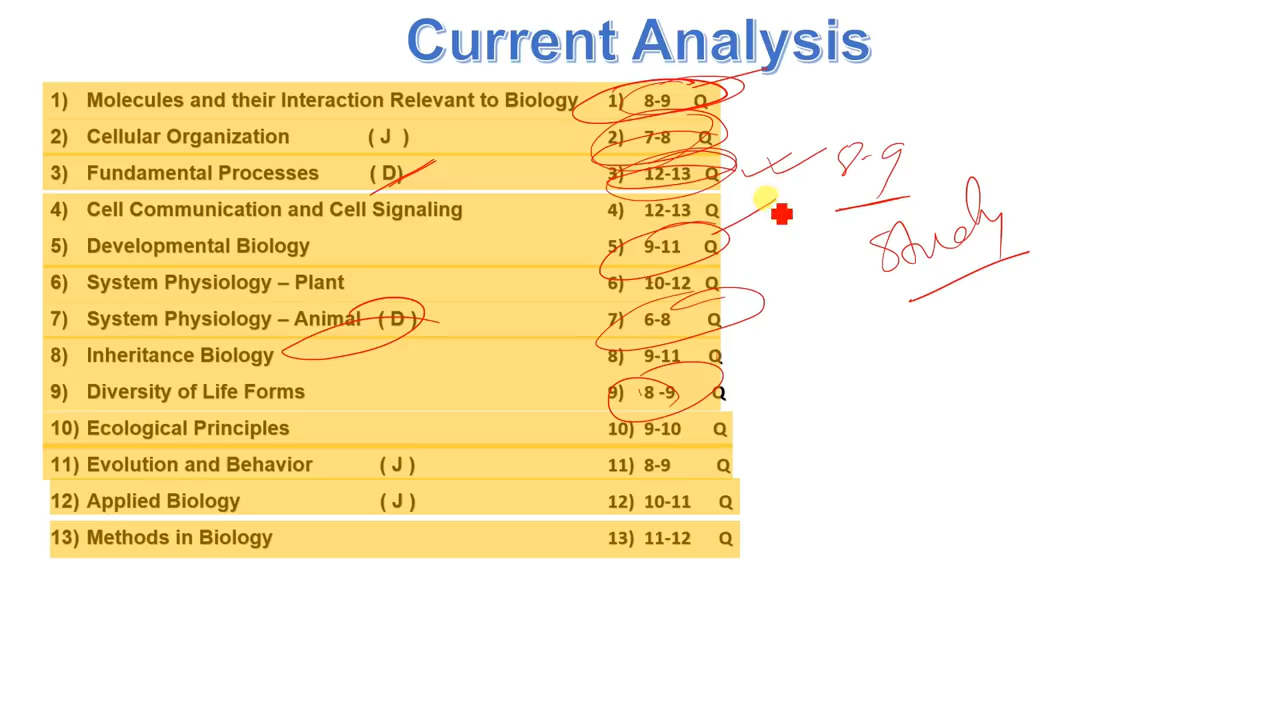 Current Analysis
1) Molecules and their Interaction Relevant to Biology 1) 8-9 Q
2) Cellular Organization ( J ) 2) 7-8 Q
3) Fundamental Processes ( D) 3) 12-13 Q 8-9
4) Cell Communication and Cell Signaling 4) 12-13 Q
Study
5) Developmental Biology 5) 9-11 Q
6) System Physiology – Plant 6) 10-12 Q
7) System Physiology – Animal ( D ) 7) 6-8 Q
8) Inheritance Biology 8) 9-11 Q
9) Diversity of Life Forms 9) 8 -9 Q
10) Ecological Principles 10) 9-10 Q
11) Evolution and Behavior ( J ) 11) 8-9 Q
12) Applied Biology ( J ) 12) 10-11 Q
13) Methods in Biology 13) 11-12 Q